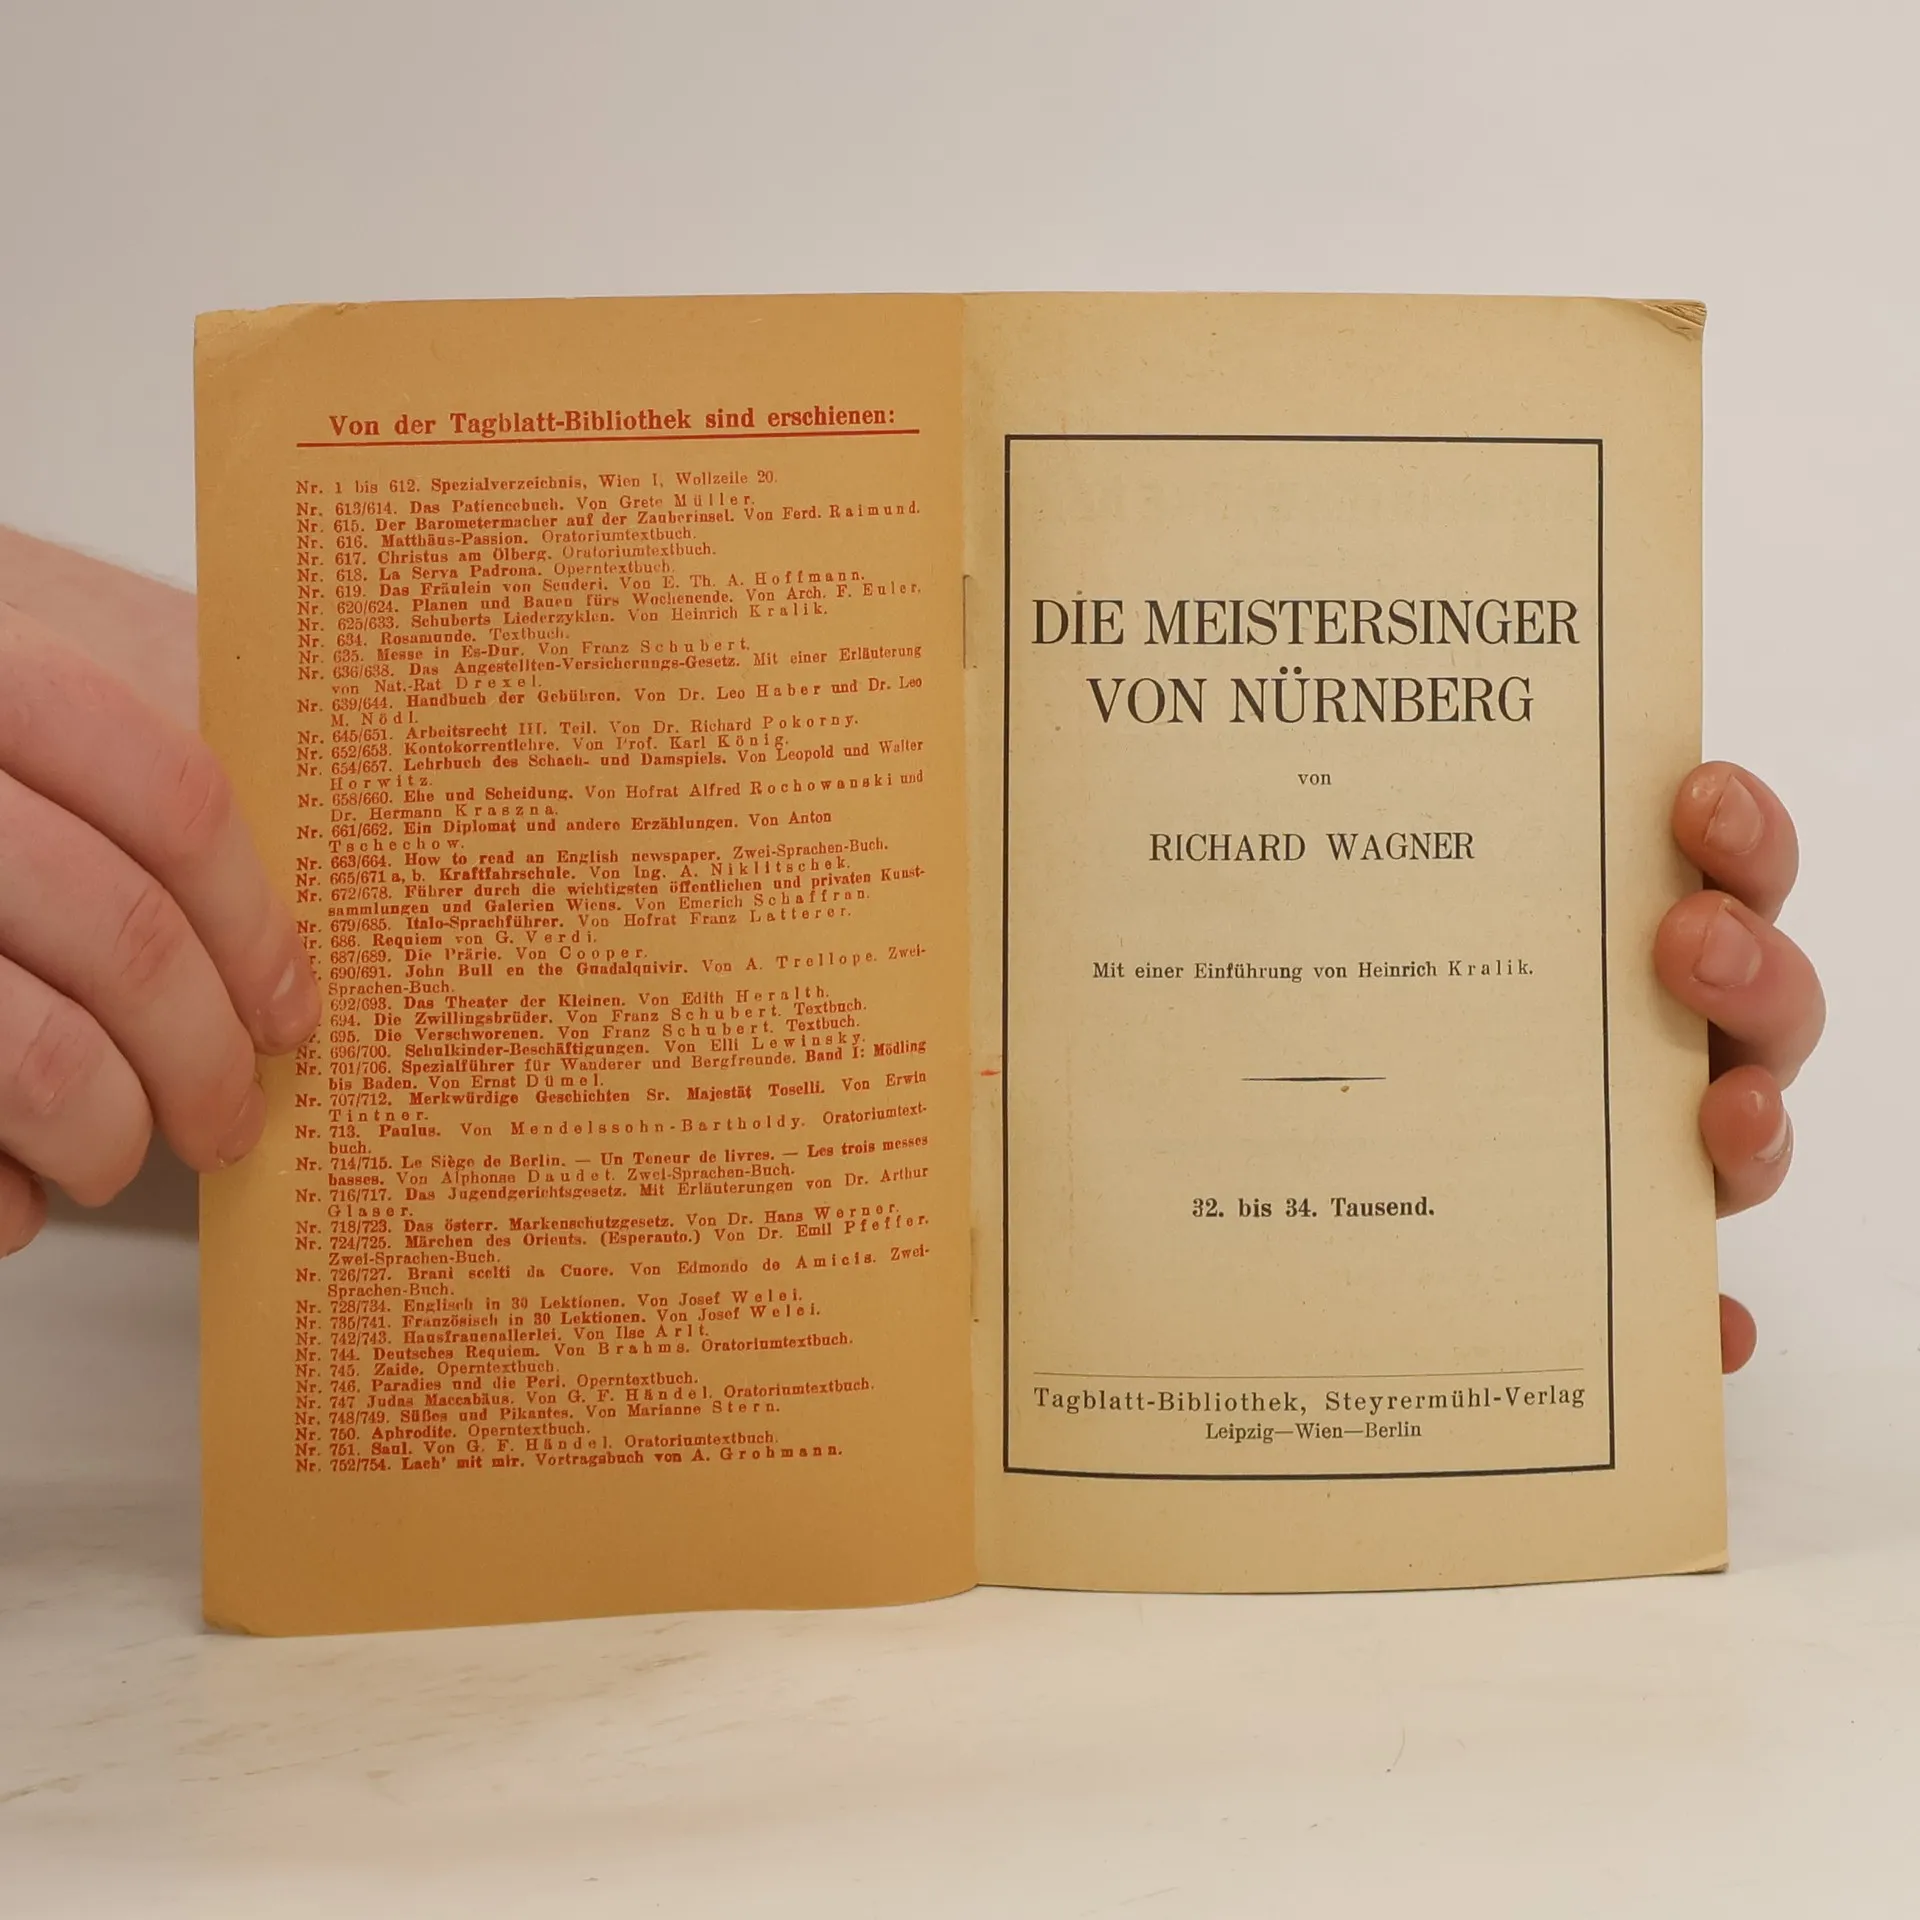 Von der Tagblatt-Bibliothek sind erschienen:
Nr. 1 bis 612. Spezialverzeichnis, Wien I, Wollzeile 20.
Nr. 613/614. Das Patiencebuch. Von Grete Müller.
Nr. 615. Der Barometermacher auf der Zauberinsel. Von Ferd. Raimund.
Nr. 616. Matthäus-Passion. Oratoriumtextbuch.
Nr. 617. Christus am Ölberg. Oratoriumtextbuch.
Nr. 618. La Serva Padrona. Operntextbuch.
Nr. 619. Das Fräulein von Scuderi. Von E. Th. A. Hoffmann.
Nr. 620/624. Planen und Bauen fürs Wochenende. Von Arch. F. Euler.
Nr. 625/633. Schuberts Liederzyklen. Von Heinrich Kralik.
Nr. 634. Rosamunde. Textbuch.
Nr. 635. Messe in Es-Dur. Von Franz Schubert.
Nr. 636/638. Das Angestellten-Versicherungs-Gesetz. Mit einer Erläuterung
von Nat.-Rat Drexel.
Nr. 639/644. Handbuch der Gebühren. Von Dr. Leo Haber und Dr. Leo
M. Nödl.
Nr. 645/651. Arbeitsrecht III. Teil. Von Dr. Richard Pokorny.
Nr. 652/653. Kontokorrentlehre. Von Prof. Karl König.
Nr. 654/657. Lehrbuch des Schach- und Damspiels. Von Leopold und Walter
Horwitz.
Nr. 658/660. Ehe und Scheidung. Von Hofrat Alfred Rochowanski und
Dr. Hermann Kraszna.
Nr. 661/662. Ein Diplomat und andere Erzählungen. Von Anton
Tschechow.
Nr. 663/664. How to read an English newspaper. Zwei-Sprachen-Buch.
Nr. 665/671 a, b. Kraftfahrschule. Von Ing. A. Niklitschek.
Nr. 672/678. Führer durch die wichtigsten öffentlichen und privaten Kunst-
sammlungen und Galerien Wiens. Von Emerich Schaffran.
Nr. 679/685. Italo-Sprachführer. Von Hofrat Franz Latterer.
Nr. 686. Requiem von G. Verdi.
r. 687/689. Die Prärie. Von Cooper.
r. 690/691. John Bull en the Guadalquivir. Von A. Trellope. Zwei-
Sprachen-Buch.
692/693. Das Theater der Kleinen. Von Edith Heralth.
r. 694. Die Zwillingsbrüder. Von Franz Schubert. Textbuch.
r. 695. Die Verschworenen. Von Franz Schubert. Textbuch.
Nr. 696/700. Schulkinder-Beschäftigungen. Von Elli Lewinsky.
Nr. 701/706. Spezialführer für Wanderer und Bergfreunde. Band I: Mödling
bis Baden. Von Ernst Dümel.
Nr. 707/712. Merkwürdige Geschichten Sr. Majestät Toselli. Von Erwin
Tintner.
Nr. 713. Paulus. Von Mendelssohn-Bartholdy. Oratoriumtext-
buch.
Nr. 714/715. Le Siège de Berlin. — Un Teneur de livres. — Les trois messes
basses. Von Alphonse Daudet. Zwei-Sprachen-Buch.
Nr. 716/717. Das Jugendgerichtsgesetz. Mit Erläuterungen von Dr. Arthur
Glaser.
Nr. 718/723. Das österr. Markenschutzgesetz. Von Dr. Hans Werner.
Nr. 724/725. Märchen des Orients. (Esperanto.) Von Dr. Emil Pfeffer.
Zwei-Sprachen-Buch.
Nr. 726/727. Brani scelti da Cuore. Von Edmondo de Amicis. Zwei-
Sprachen-Buch.
Nr. 728/734. Englisch in 30 Lektionen. Von Josef Welei.
Nr. 735/741. Französisch in 30 Lektionen. Von Josef Welei.
Nr. 742/743. Hausfrauenallerlei. Von Ilse Arlt.
Nr. 744. Deutsches Requiem. Von Brahms. Oratoriumtextbuch.
Nr. 745. Zaide. Operntextbuch.
Nr. 746. Paradies und die Peri. Operntextbuch.
Nr. 747 Judas Maccabäus. Von G. F. Händel. Oratoriumtextbuch.
Nr. 748/749. Süßes und Pikantes. Von Marianne Stern.
Nr. 750. Aphrodite. Operntextbuch.
Nr. 751. Saul. Von G. F. Händel. Oratoriumtextbuch.
Nr. 752/754. Lach' mit mir. Vortragsbuch von A. Grohmann.
DIE MEISTERSINGER
VON NÜRNBERG
von
RICHARD WAGNER
Mit einer Einführung von Heinrich Kralik.
32. bis 34. Tausend.
Tagblatt-Bibliothek, Steyrermühl-Verlag
Leipzig—Wien—Berlin